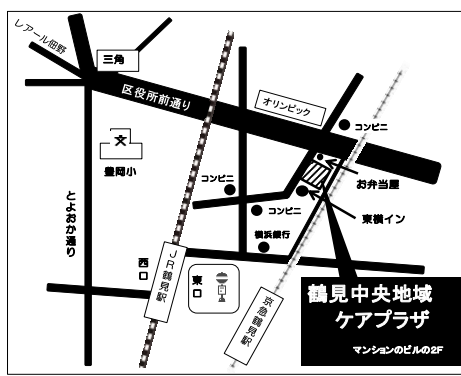 レアール佃野
三角
区役所前通り
オリンピック
コンビニ
文
豊岡小
お弁当屋
コンビニ
東横イン
コンビニ
とよおか通り
横浜銀行
西口
JR鶴見駅
東口
京急鶴見駅
鶴見中央地域
ケアプラザ
マンションのビルの2F